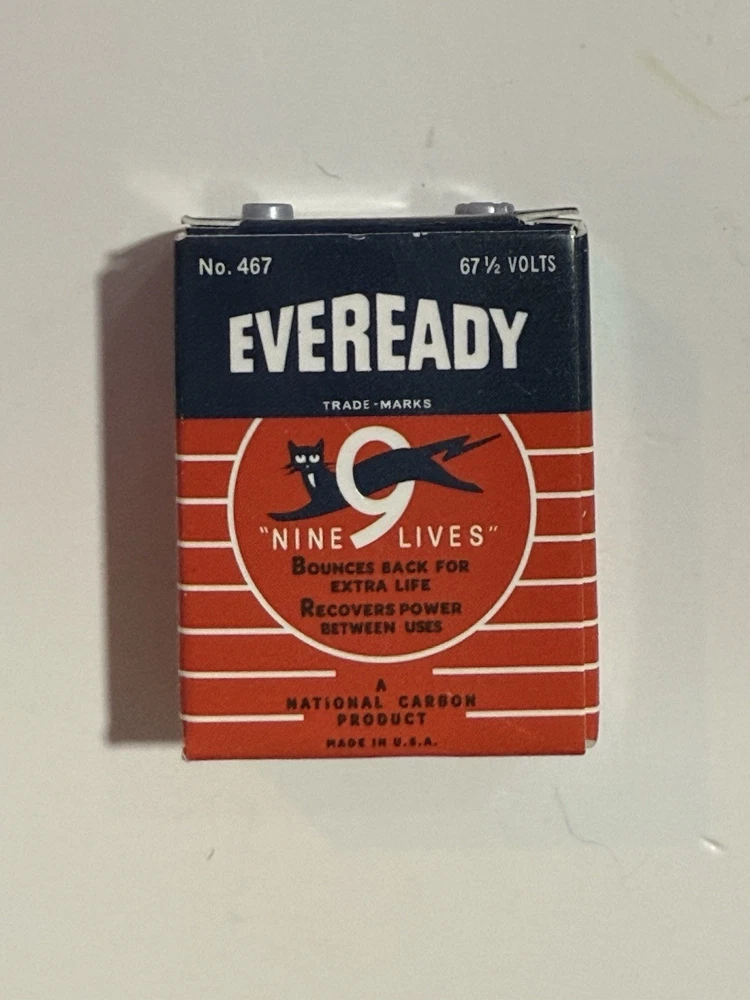 No. 467 67 ½ VOLTS
EVEREADY
TRADE-MARKS
9
"NINE LIVES"
BOUNCES BACK FOR
EXTRA LIFE
RECOVERS POWER
BETWEEN USES
A
NATIONAL CARBON
PRODUCT
MADE IN U.S.A.